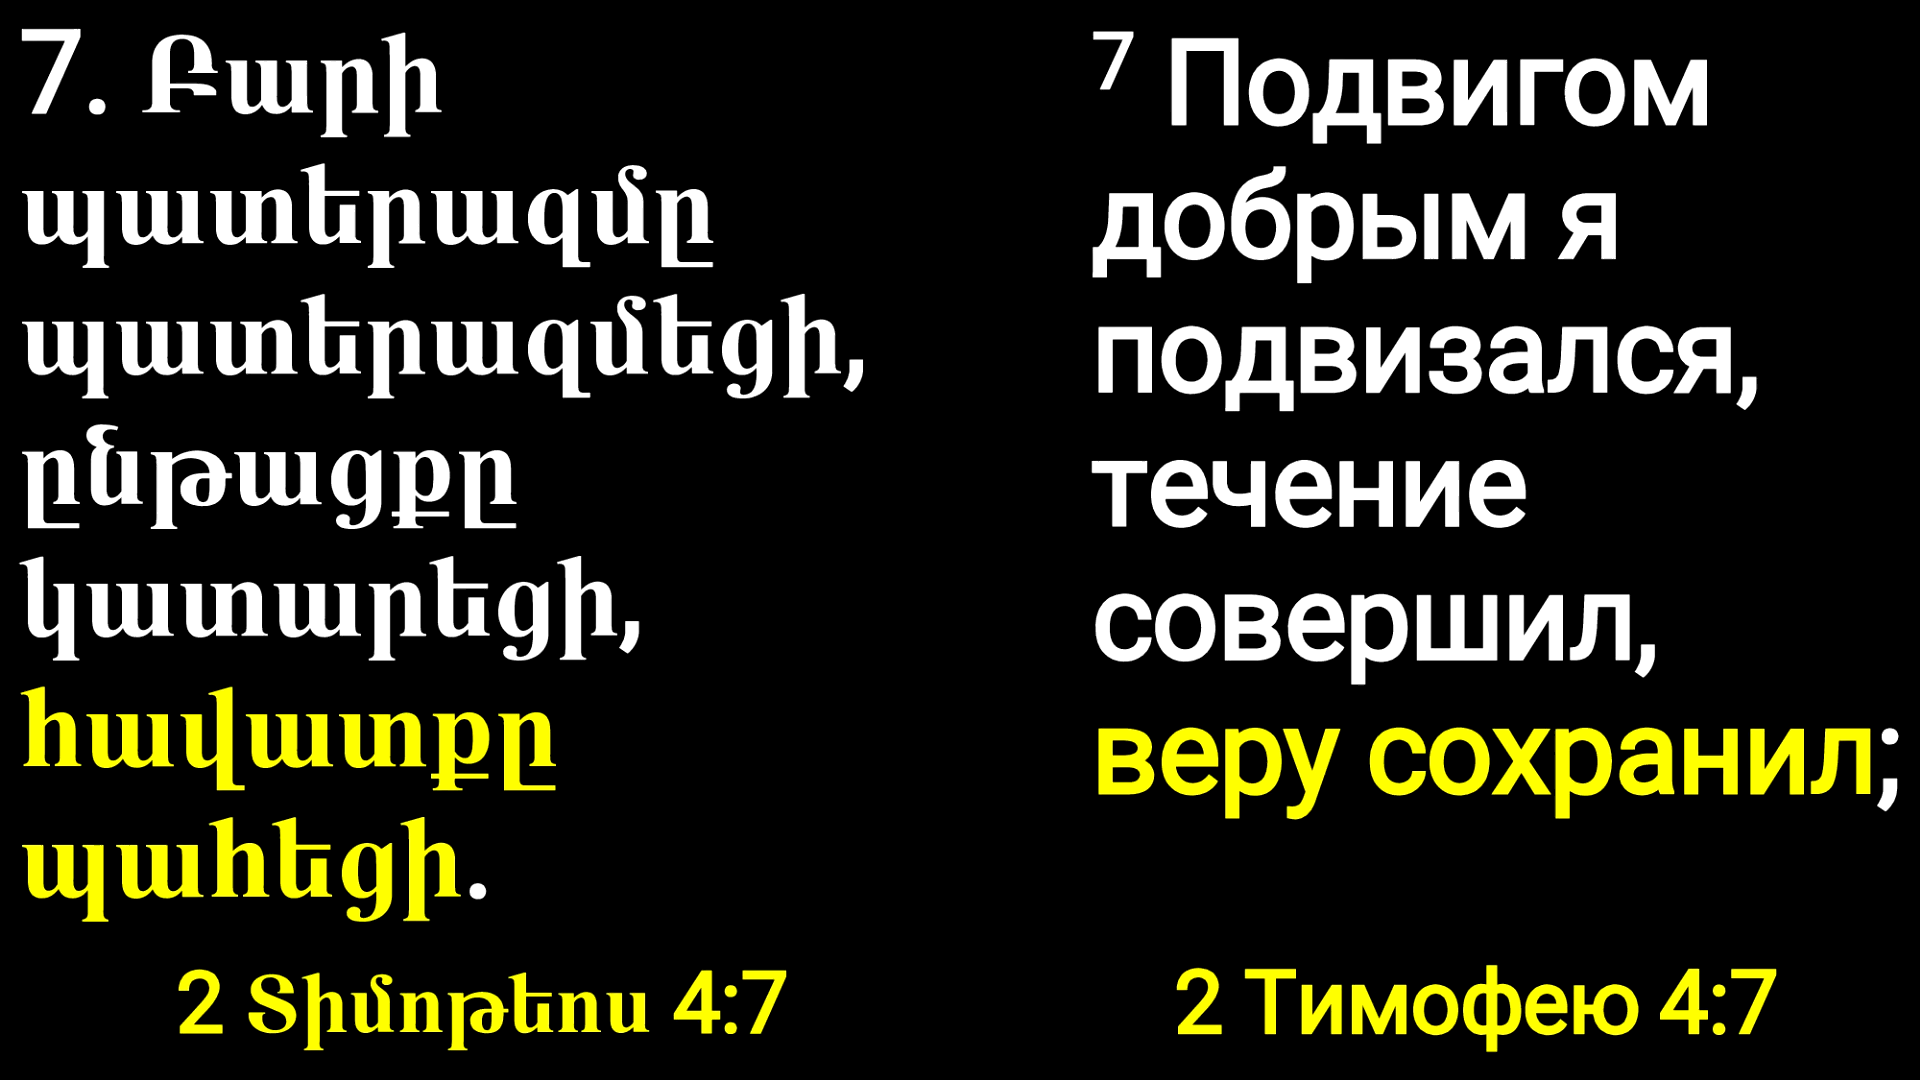 7. Բարի
պատերազմը
պատերազմեցի,
ընթացքը
կատարեցի,
հավատքը
պահեցի.
2 Տիմոթեոս 4:7
7 Подвигом
добрым я
подвизался,
течение
совершил,
веру сохранил;
2 Тимофею 4:7